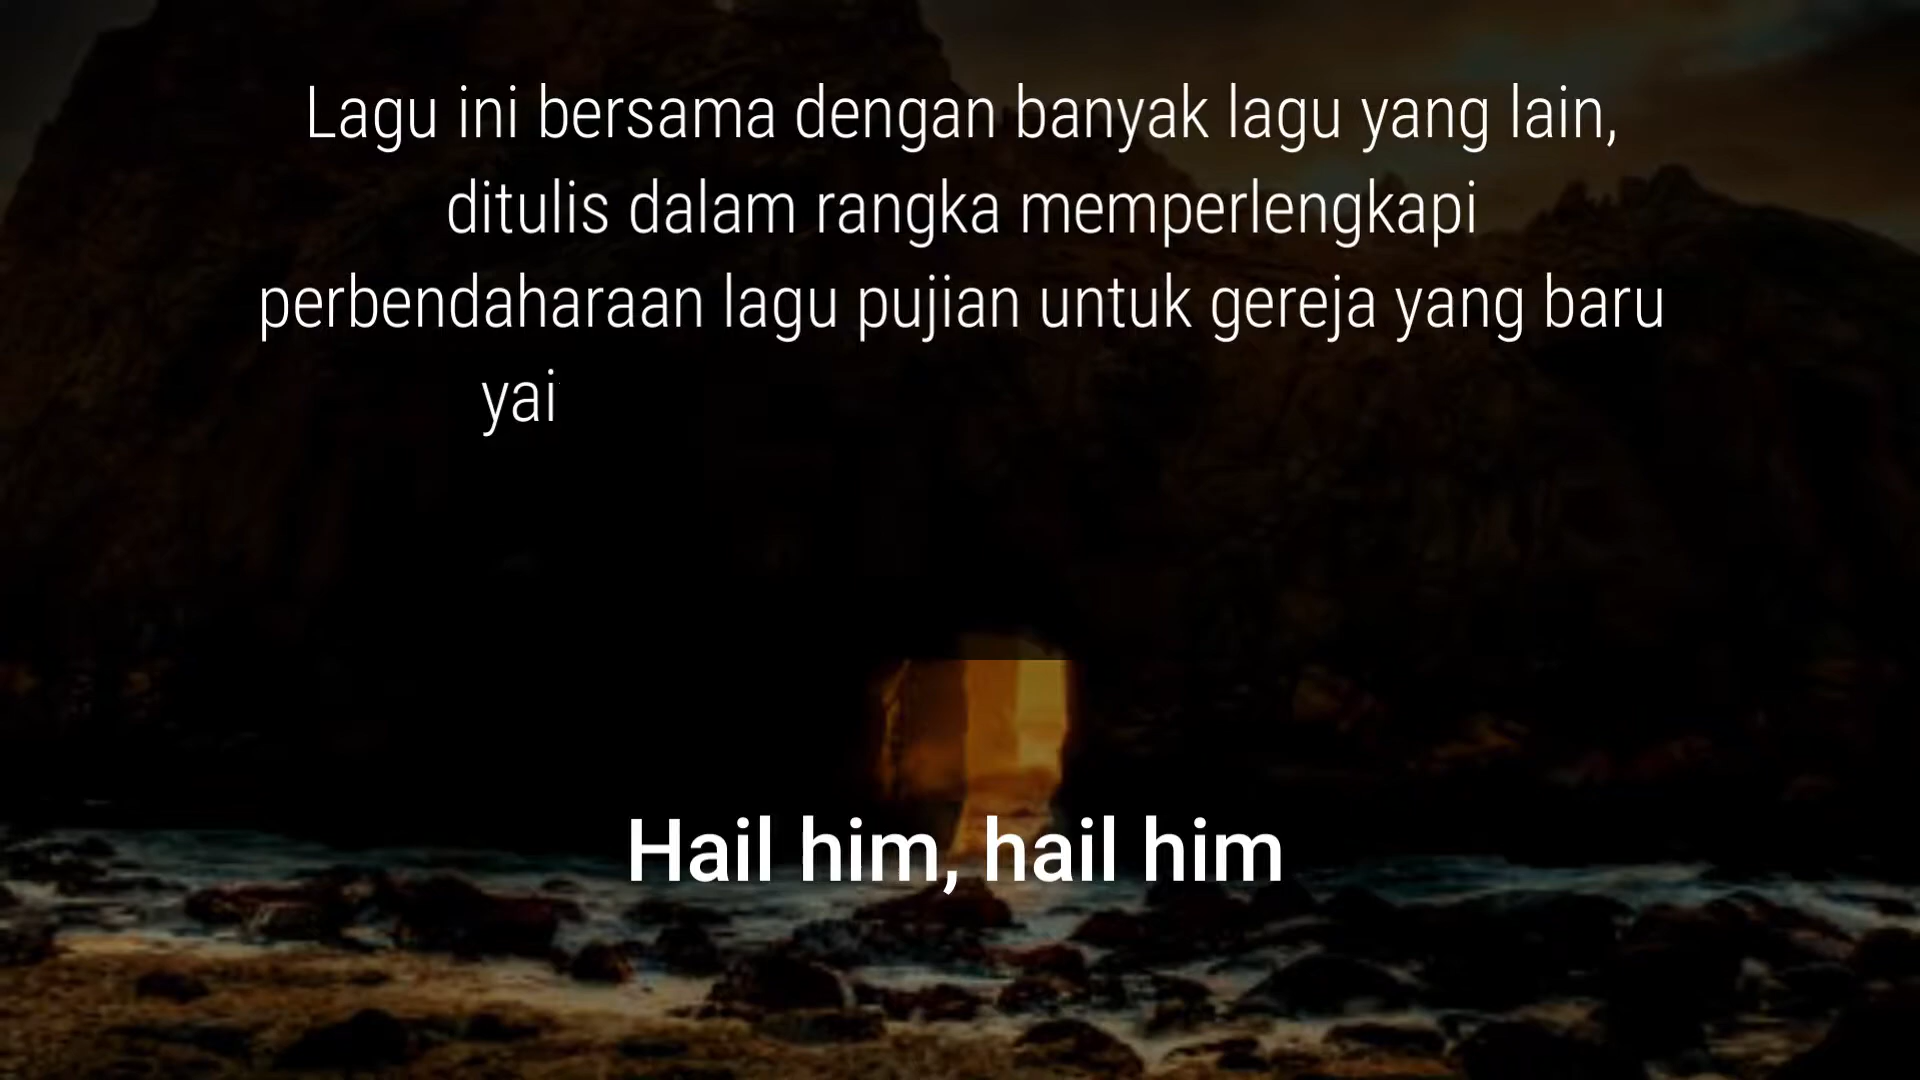 Lagu ini bersama dengan banyak lagu yang lain,
ditulis dalam rangka memperlengkapi
perbendaharaan lagu pujian untuk gereja yang baru
yai
Hail him, hail him